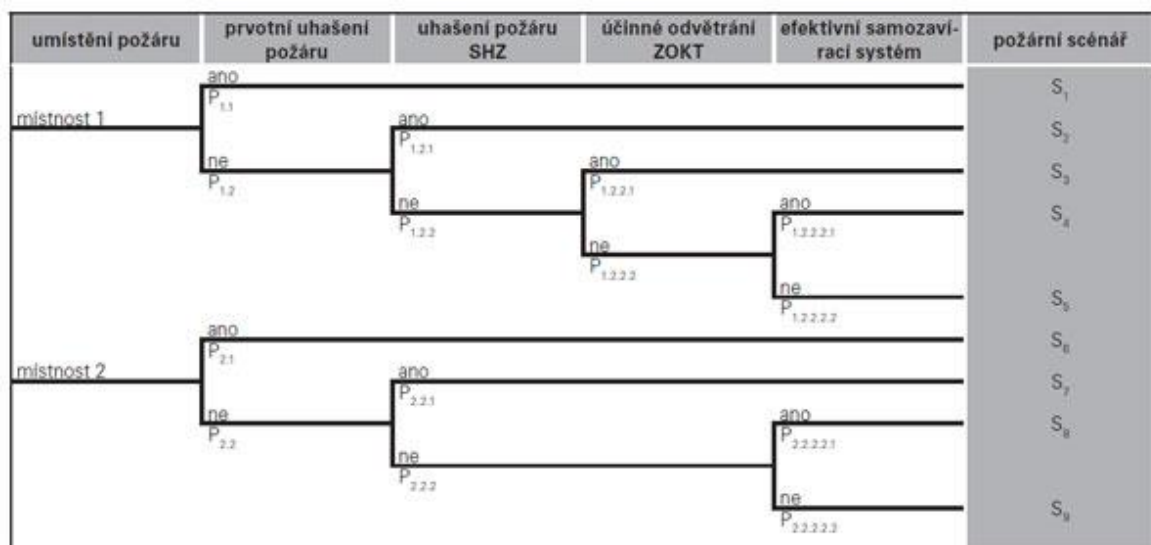 umístění požáru
prvotní uhašení
požáru
uhašení požáru
SHZ
účinné odvětrání
ZOKT
efektivní samozaví-
rací systém
požární scénář
ano
P1.1
S1
místnost 1
ano
P1.2.1
S2
ne
P1.2
ano
P1.2.2.1
S3
ne
P1.2.2
ano
P1.2.2.2.1
S4
ne
P1.2.2.2
ne
P1.2.2.2.2
S5
ano
P2.1
S6
místnost 2
ano
P2.2.1
S7
ne
P2.2
ano
P2.2.2.2.1
S8
ne
P2.2.2
ne
P2.2.2.2.2
S9